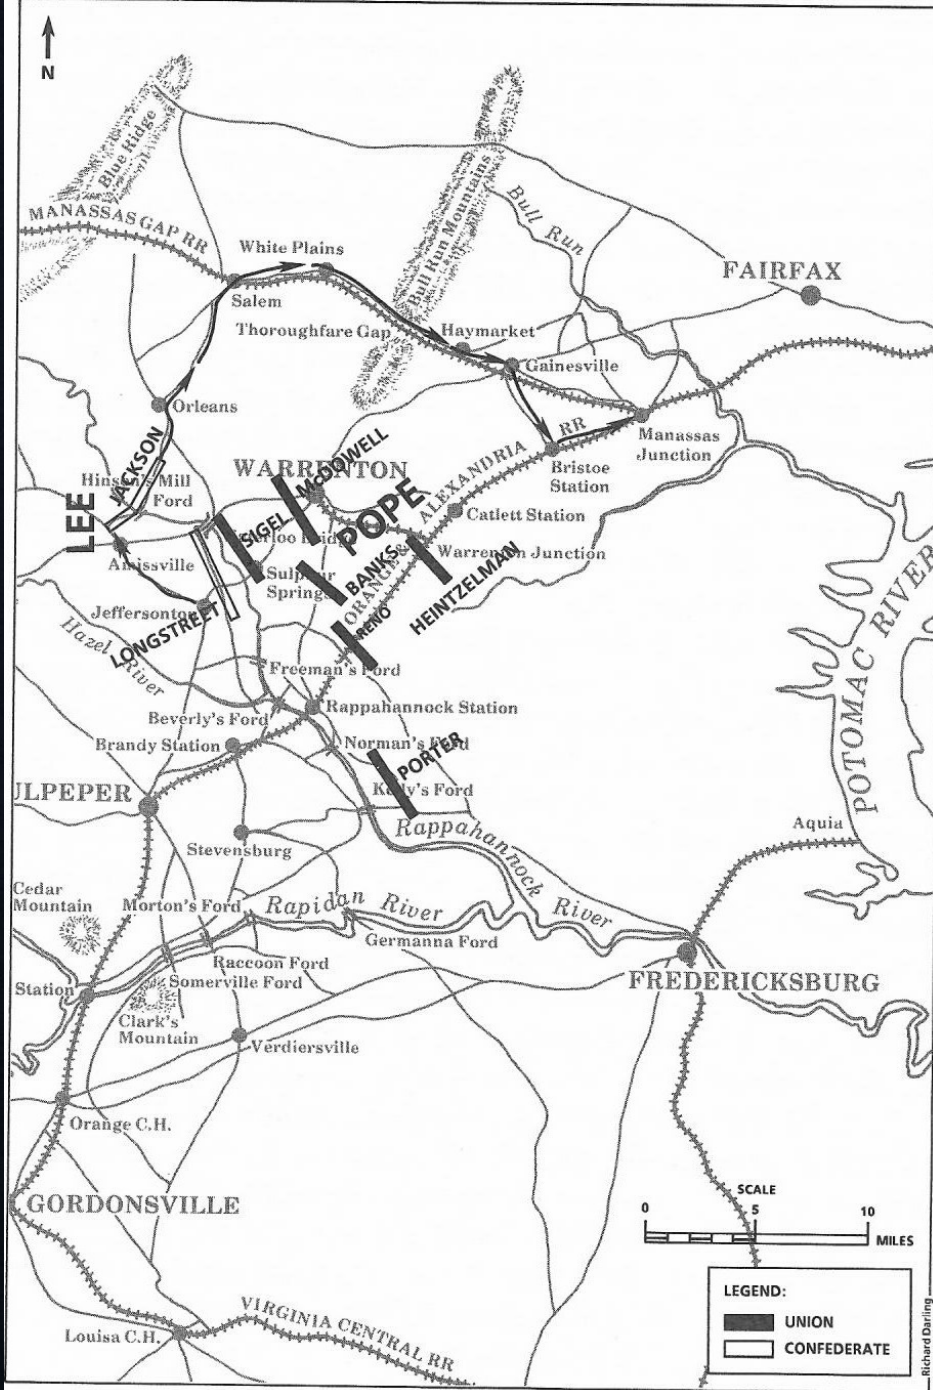 N
Blue Ridge
MANASSAS GAP RR
White Plains
Bull Run Mountains
Bull Run
FAIRFAX
Salem
Thoroughfare Gap
Haymarket
Gainesville
Orleans
RR
Manassas
Junction
JACKSON
WARRENTON
McDOWELL
ALEXANDRIA
Bristoe
Station
Hinson's Mill
Ford
LEE
POPE
Catlett Station
SIGEL
Amissville
BANKS
ORANGE &
Warrenton Junction
Sulphur
Springs
HEINTZELMAN
Jeffersonton
LONGSTREET
RENO
Hazel River
Freeman's Ford
POTOMAC RIVER
Beverly's Ford
Rappahannock Station
Brandy Station
Norman's Ford
PORTER
ULPEPER
Kelly's Ford
Rappahannock River
Aquia
Stevensburg
Cedar
Mountain
Morton's Ford
Rapidan River
Germanna Ford
Raccoon Ford
Station
Somerville Ford
FREDERICKSBURG
Clark's
Mountain
Verdiersville
Orange C.H.
GORDONSVILLE
SCALE
0 5 10
MILES
LEGEND:
UNION
CONFEDERATE
Louisa C.H.
VIRGINIA CENTRAL RR
Richard Darling